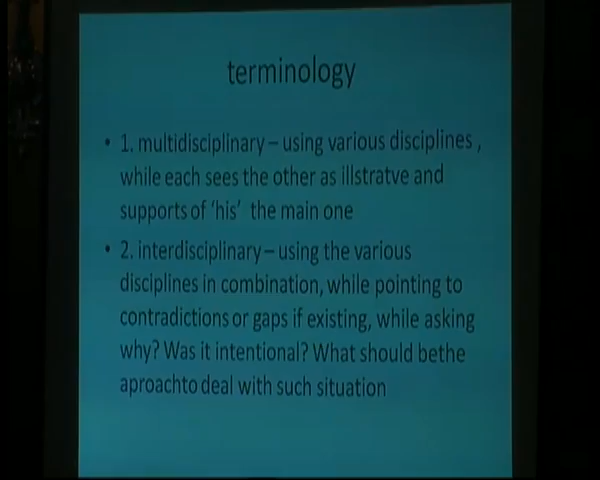 terminology
• 1. multidisciplinary – using various disciplines ,
while each sees the other as illstratve and
supports of 'his' the main one
• 2. interdisciplinary – using the various
disciplines in combination, while pointing to
contradictions or gaps if existing, while asking
why? Was it intentional? What should bethe
aproachto deal with such situation